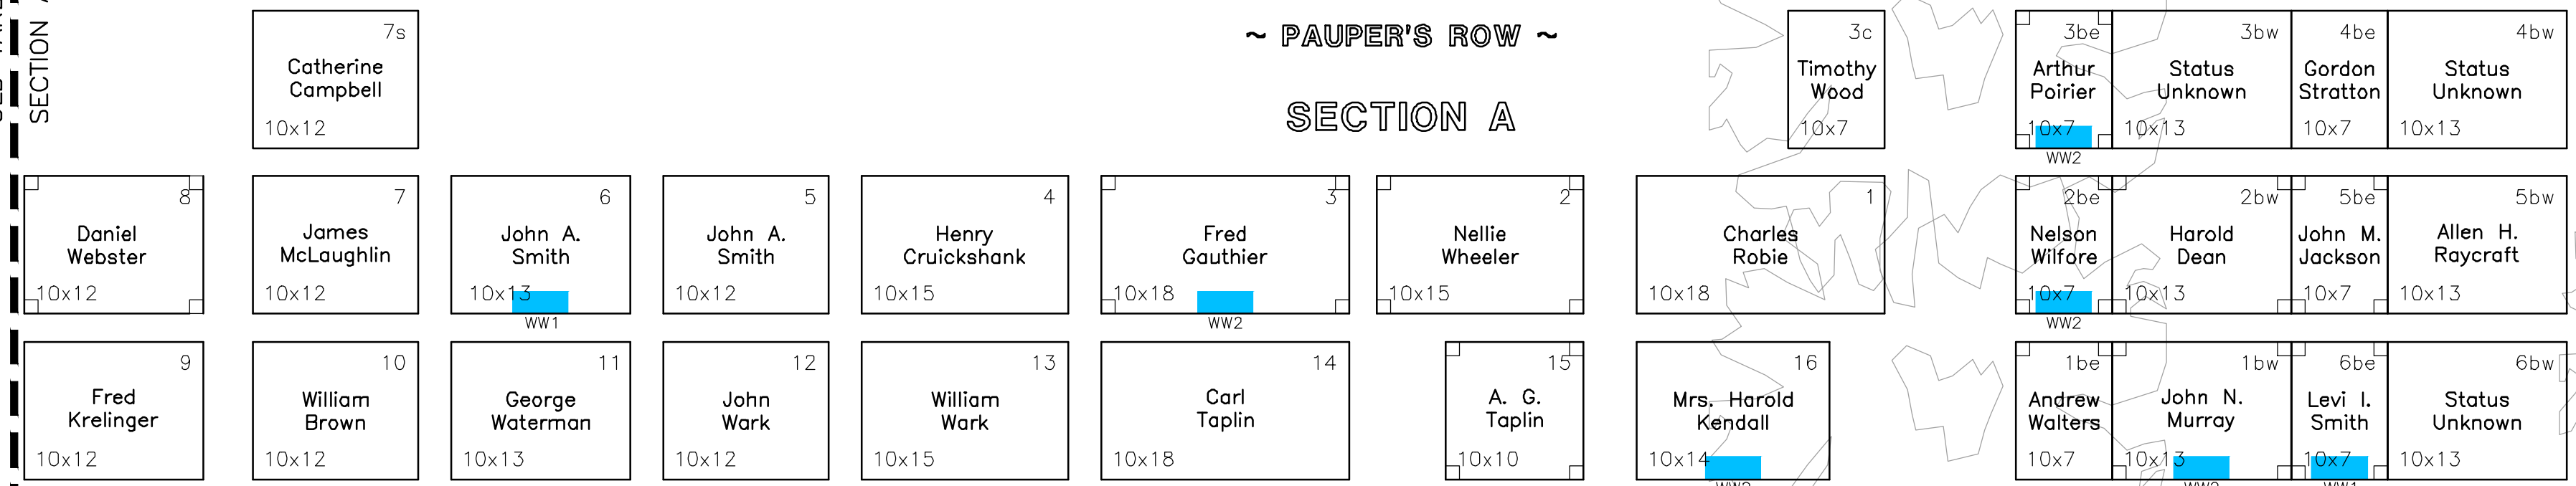 SECTION
7s
Catherine
Campbell
10x12
~ PAUPER'S ROW ~
SECTION A
3c
Timothy
Wood
10x7
3be
Arthur
Poirier
10x7
WW2
3bw
Status
Unknown
10x13
4be
Gordon
Stratton
10x7
4bw
Status
Unknown
10x13
8
Daniel
Webster
10x12
7
James
McLaughlin
10x12
6
John A.
Smith
10x13
WW1
5
John A.
Smith
10x12
4
Henry
Cruickshank
10x15
3
Fred
Gauthier
10x18
WW2
2
Nellie
Wheeler
10x15
1
Charles
Robie
10x18
2be
Nelson
Wilfore
10x7
WW2
2bw
Harold
Dean
10x13
5be
John M.
Jackson
10x7
5bw
Allen H.
Raycraft
10x13
9
Fred
Krelinger
10x12
10
William
Brown
10x12
11
George
Waterman
10x13
12
John
Wark
10x12
13
William
Wark
10x15
14
Carl
Taplin
10x18
15
A. G.
Taplin
10x10
16
Mrs. Harold
Kendall
10x14
1be
Andrew
Walters
10x7
1bw
John N.
Murray
10x13
6be
Levi I.
Smith
10x7
6bw
Status
Unknown
10x13